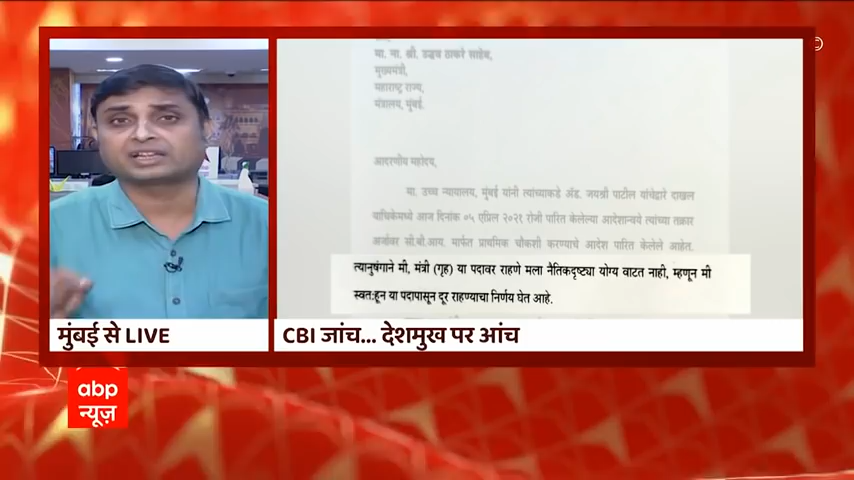 मा. ना. श्री. उद्धव ठाकरे साहेब,
मुख्यमंत्री,
महाराष्ट्र राज्य,
मंत्रालय, मुंबई.
आदरणीय महोदय,
मा. उच्च न्यायालय, मुंबई यांनी त्यांच्याकडे अॅड. जयश्री पाटील यांचेद्वारे दाखल
याचिकेमध्ये आज दिनांक ०५ एप्रिल २०२१ रोजी पारित केलेल्या आदेशान्वये त्यांच्या तक्रार
अर्जावर सी.बी.आय. मार्फत प्राथमिक चौकशी करण्याचे आदेश पारित केलेले आहेत.
त्यानुषंगाने मी, मंत्री (गृह) या पदावर राहणे मला नैतिकदृष्ट्या योग्य वाटत नाही, म्हणून मी
स्वत:हून या पदापासून दूर राहण्याचा निर्णय घेत आहे.
मुंबई से LIVE
CBI जांच... देशमुख पर आंच
abp
न्यूज़